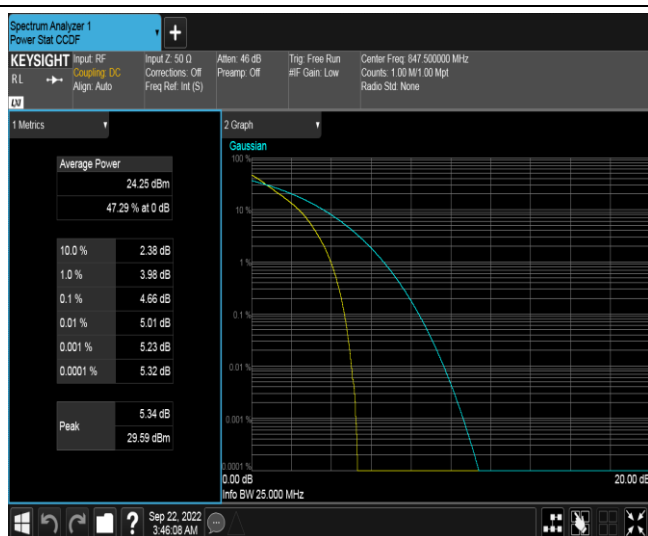 Spectrum Analyzer 1
Power Stat CCDF
+
KEYSIGHT
RL
LXI
Input: RF
Coupling: DC
Align: Auto
Input Z: 50 Ω
Corrections: Off
Freq Ref: Int (S)
Atten: 46 dB
Preamp: Off
Trig: Free Run
#IF Gain: Low
Center Freq: 847.500000 MHz
Counts: 1.00 M/1.00 Mpt
Radio Std: None
1 Metrics
Average Power
24.25 dBm
47.29 % at 0 dB
10.0 % 2.38 dB
1.0 % 3.98 dB
0.1 % 4.66 dB
0.01 % 5.01 dB
0.001 % 5.23 dB
0.0001 % 5.32 dB
Peak
5.34 dB
29.59 dBm
2 Graph
Gaussian
100 %
10 %
1 %
0.1 %
0.01 %
0.001 %
0.0001 %
0.00 dB
20.00 dB
Info BW 25.000 MHz
?
Sep 22, 2022
3:46:08 AM